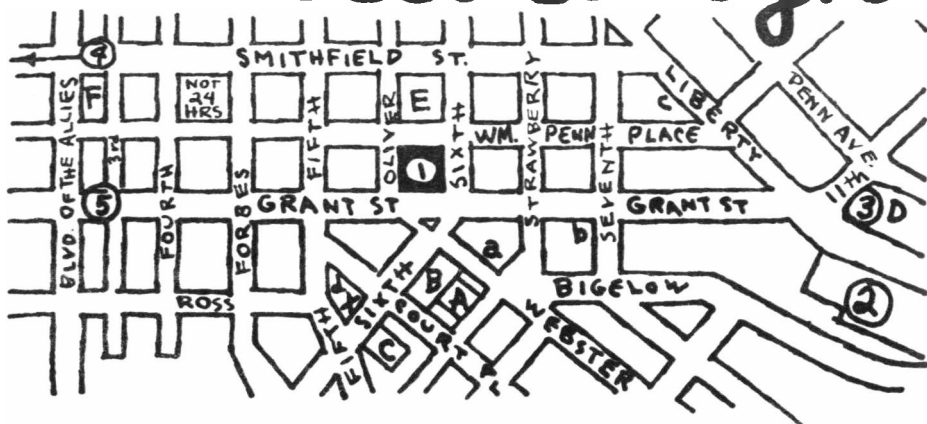 4
SMITHFIELD ST.
LIBERTY
PENN AVE.
BLVD. OF THE ALLIES
F
NOT
24
HRS
FIFTH
OLIVER
E
SIXTH
STRAWBERRY
c
WM. PENN PLACE
3rd
FOURTH
FORBES
1
SEVENTH
11th
5
GRANT ST
GRANT ST
3 D
a
b
B
A
SIXTH
ROSS
BIGELOW
2
FIFTH
C
COURT PL
WEBSTER